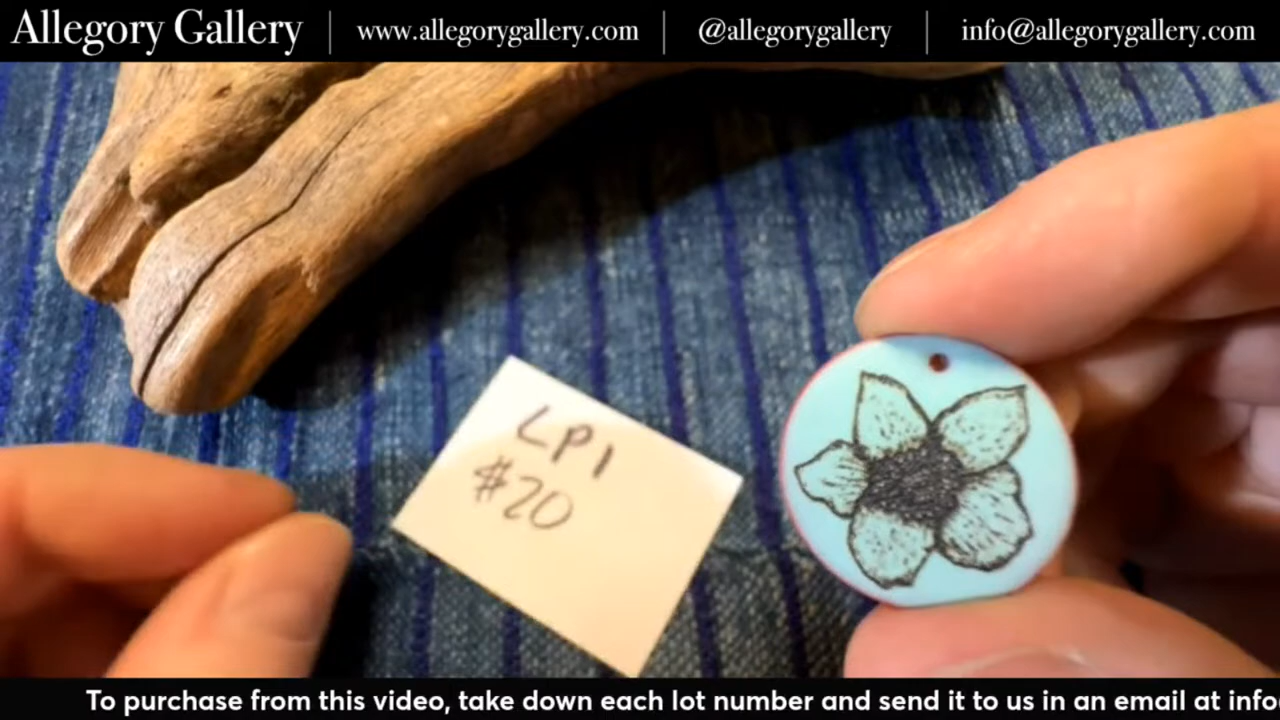 Allegory Gallery | www.allegorygallery.com | @allegorygallery | info@allegorygallery.com
LP1
#20
To purchase from this video, take down each lot number and send it to us in an email at info